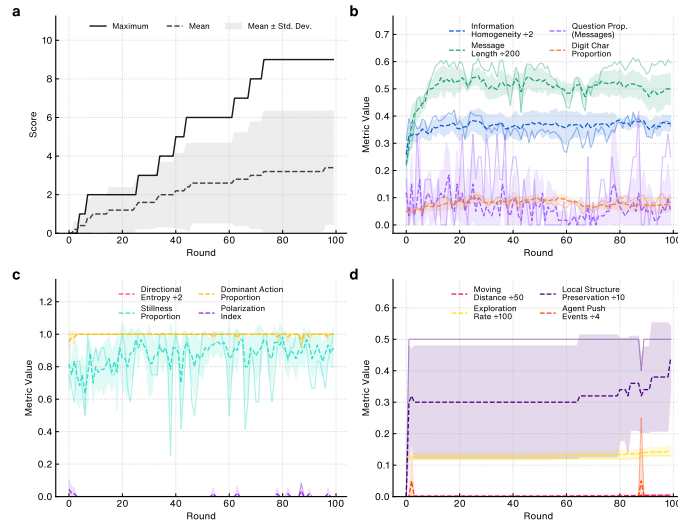 a
Maximum
Mean
Mean ± Std. Dev.
10
8
6
4
2
0
Score
0
20
40
60
80
100
Round
b
Information
Homogeneity ÷2
Message
Length ÷200
Question Prop.
(Messages)
Digit Char
Proportion
0.7
0.6
0.5
0.4
0.3
0.2
0.1
0.0
Metric Value
0
20
40
60
80
100
Round
c
Directional
Entropy ÷2
Stillness
Proportion
Dominant Action
Proportion
Polarization
Index
1.2
1.0
0.8
0.6
0.4
0.2
0.0
Metric Value
0
20
40
60
80
100
Round
d
Moving
Distance ÷50
Exploration
Rate ÷100
Local Structure
Preservation ÷10
Agent Push
Events ÷4
0.6
0.5
0.4
0.3
0.2
0.1
0.0
Metric Value
0
20
40
60
80
100
Round